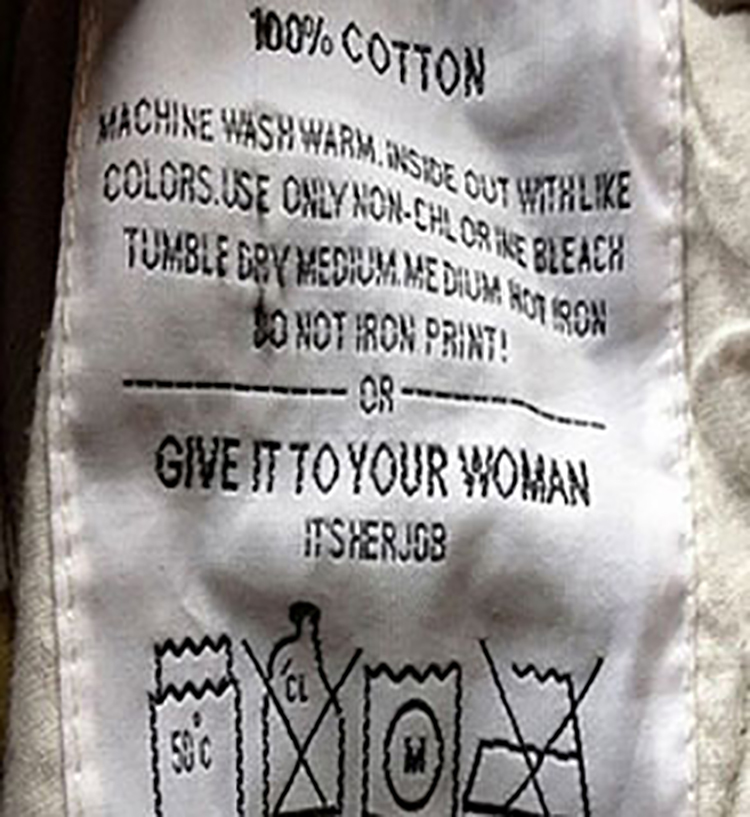 100% COTTON
MACHINE WASH WARM. INSIDE OUT WITH LIKE
COLORS.USE ONLY NON-CHLORINE BLEACH
TUMBLE DRY MEDIUM. MEDIUM HOT IRON
DO NOT IRON PRINT!
OR
GIVE IT TO YOUR WOMAN
IT'S HER JOB
50°C
CL
M